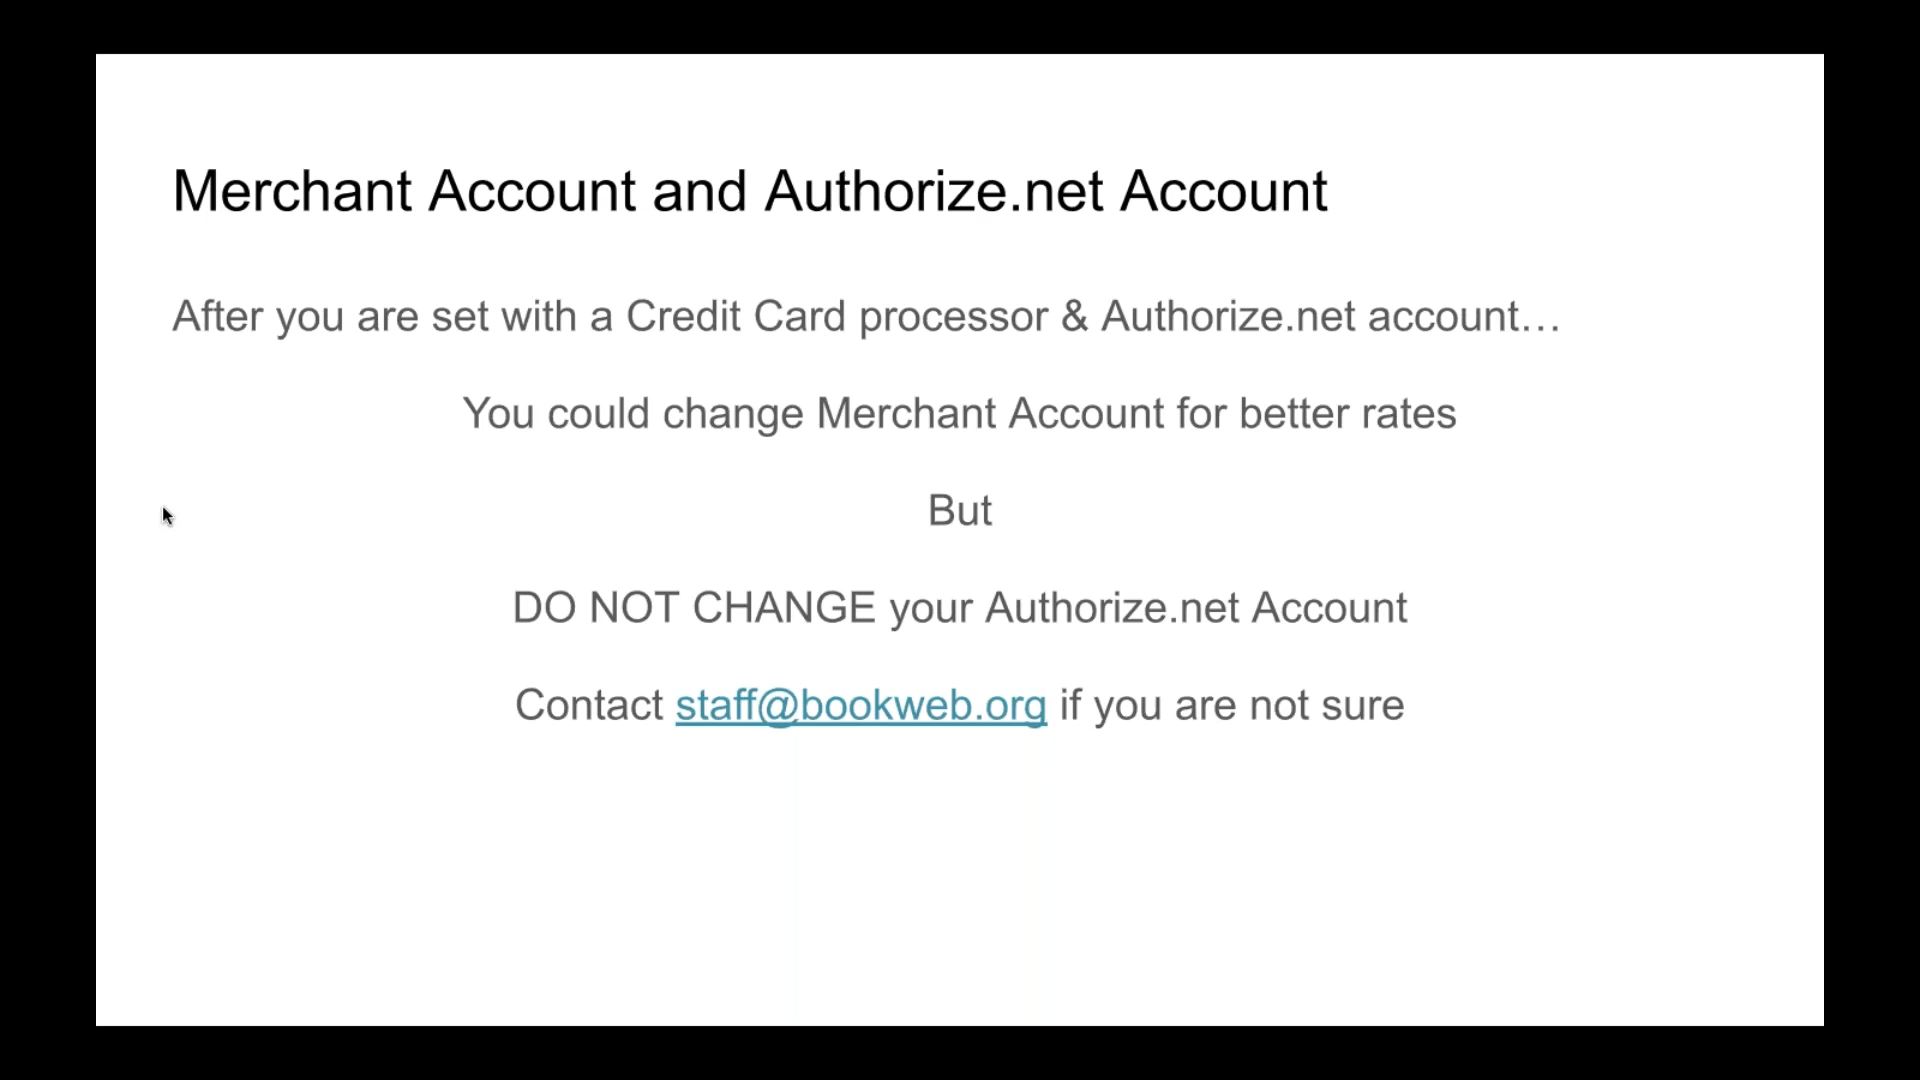 Merchant Account and Authorize.net Account
After you are set with a Credit Card processor & Authorize.net account…
You could change Merchant Account for better rates
But
DO NOT CHANGE your Authorize.net Account
Contact staff@bookweb.org if you are not sure